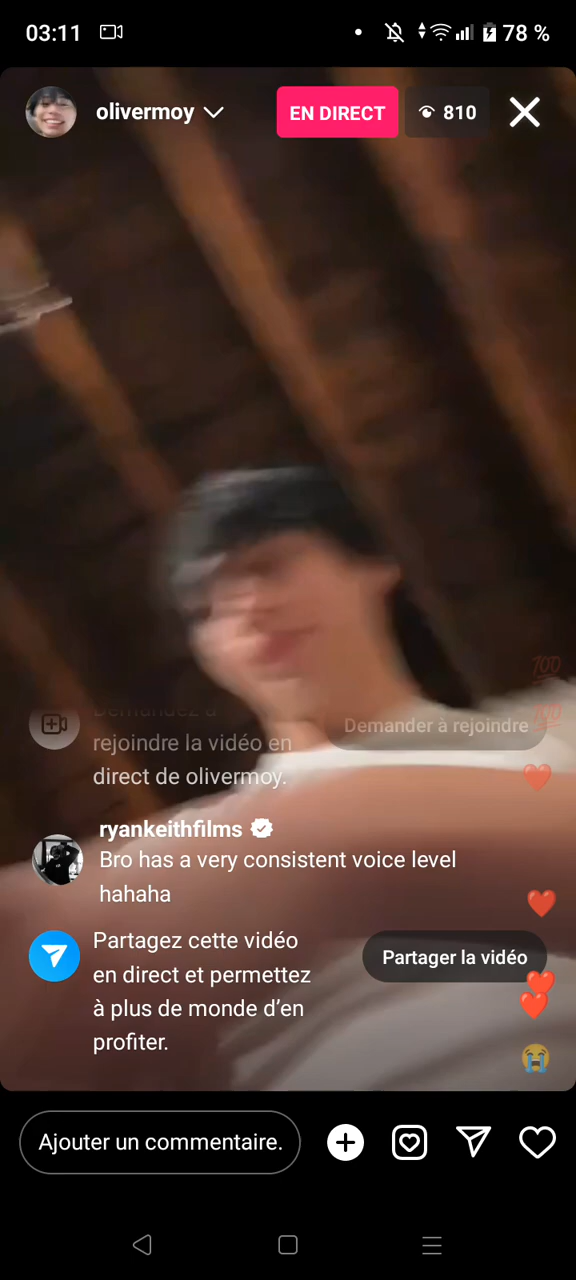 03:11
78 %
olivermoy
EN DIRECT
810
Demandez à
rejoindre la vidéo en
direct de olivermoy.
Demander à rejoindre
ryankeithfilms
Bro has a very consistent voice level
hahaha
Partagez cette vidéo
en direct et permettez
à plus de monde d’en
profiter.
Partager la vidéo
Ajouter un commentaire.